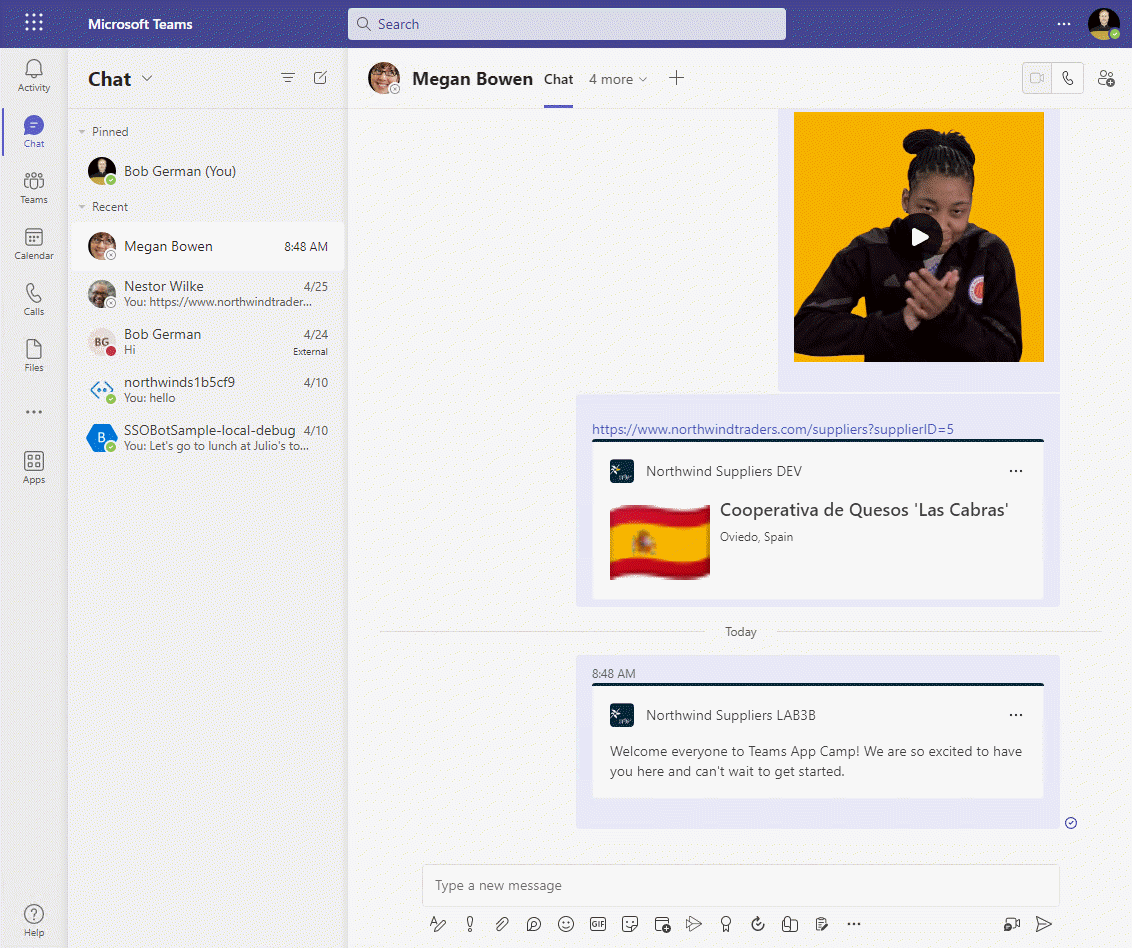 Microsoft Teams
Search
Activity
Chat
Teams
Calendar
Calls
Files
Apps
Help
Chat
Pinned
Bob German (You)
Recent
Megan Bowen 8:48 AM
Nestor Wilke 4/25
You: https://www.northwindtrader...
BG
Bob German 4/24
Hi External
northwinds1b5cf9 4/10
You: hello
B
SSOBotSample-local-debug 4/10
You: Let's go to lunch at Julio's to...
Megan Bowen Chat 4 more
https://www.northwindtraders.com/suppliers?supplierID=5
Northwind Suppliers DEV
Cooperativa de Quesos 'Las Cabras'
Oviedo, Spain
Today
8:48 AM
Northwind Suppliers LAB3B
Welcome everyone to Teams App Camp! We are so excited to have
you here and can't wait to get started.
Type a new message
GIF